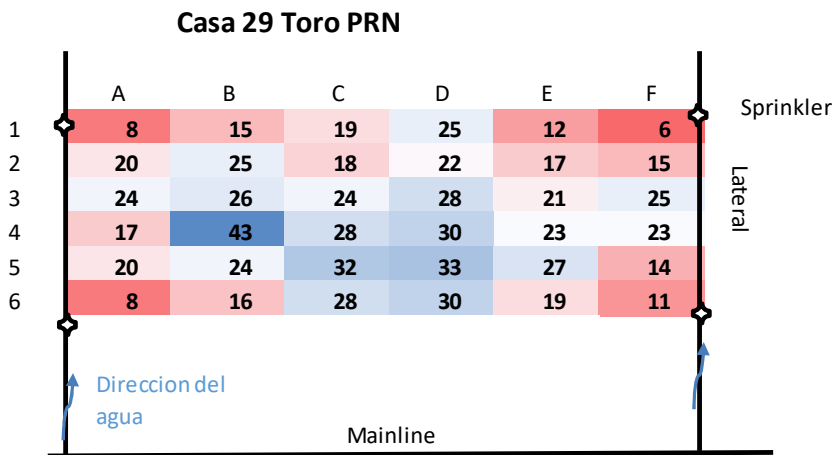 Casa 29 Toro PRN
A B C D E F
Sprinkler
1 8 15 19 25 12 6
2 20 25 18 22 17 15
3 24 26 24 28 21 25
4 17 43 28 30 23 23
5 20 24 32 33 27 14
6 8 16 28 30 19 11
Lateral
Direccion del
agua
Mainline